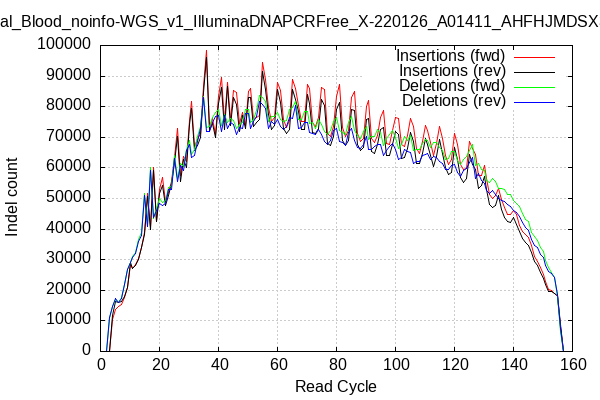 al_Blood_noinfo-WGS_v1_IlluminaDNAPCRFree_X-220126_A01411_AHFHJMDSX
Insertions (fwd)
Insertions (rev)
Deletions (fwd)
Deletions (rev)
100000
90000
80000
70000
60000
50000
40000
30000
20000
10000
0
Indel count
0 20 40 60 80 100 120 140 160
Read Cycle